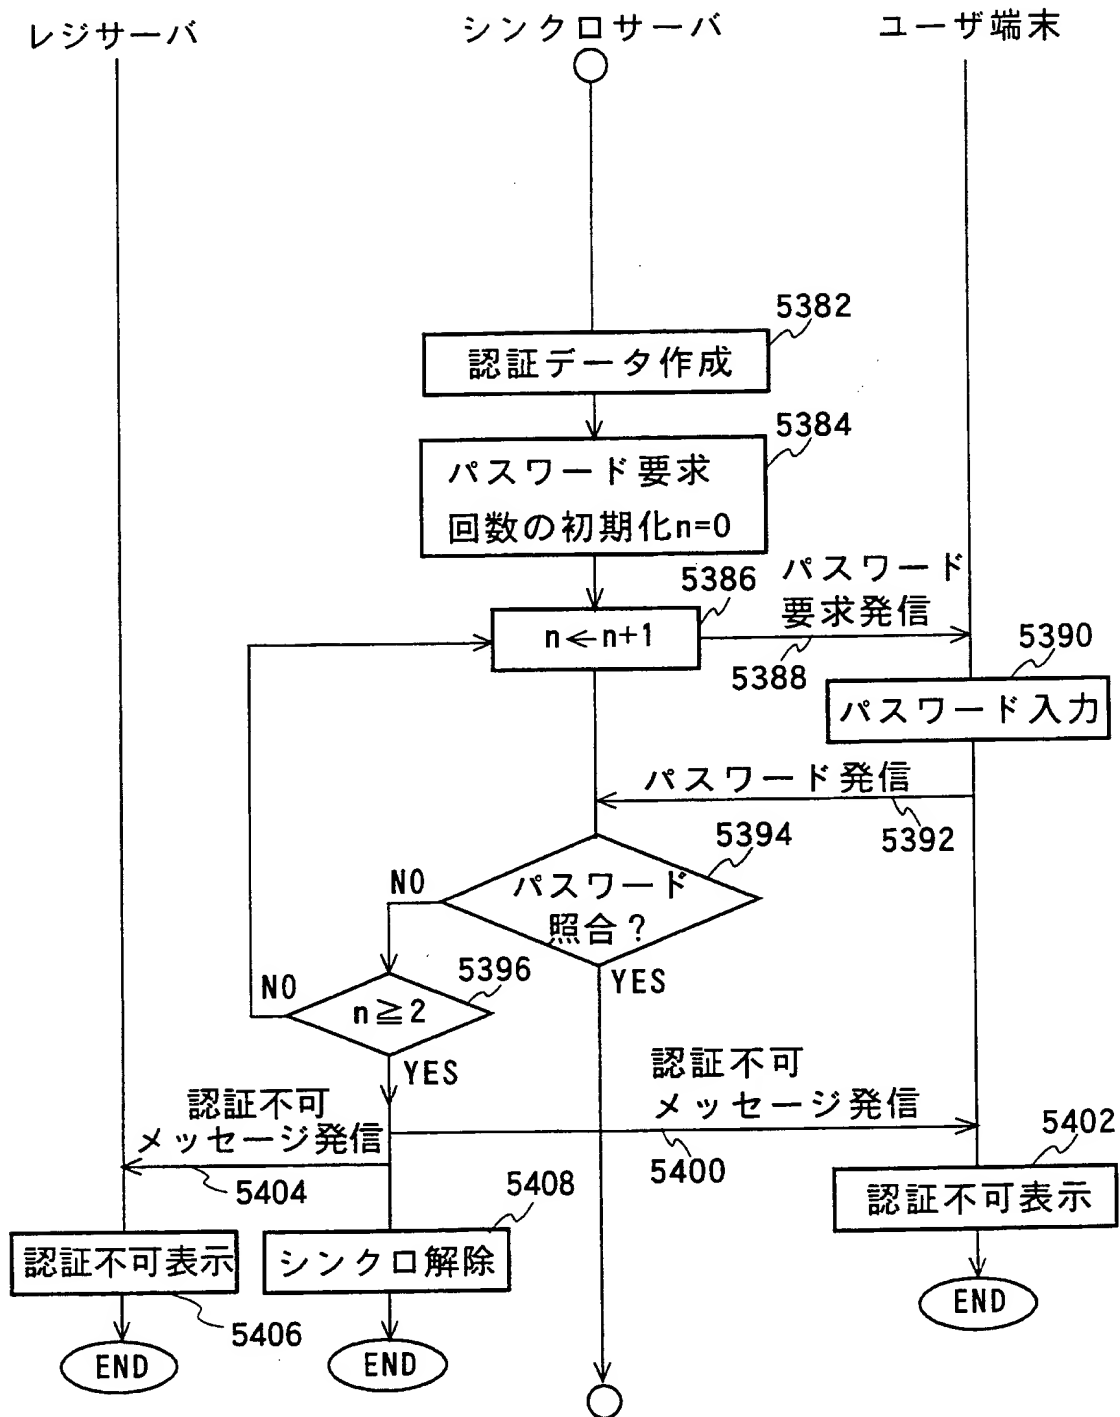 レジサーバ
シンクロサーバ
ユーザ端末
5382
認証データ作成
5384
パスワード要求
回数の初期化n=0
5386
パスワード
要求発信
n←n+1
5388
5390
パスワード入力
パスワード発信
5392
5394
NO
パスワード
照合?
YES
5396
NO
n≧2
YES
認証不可
メッセージ発信
認証不可
メッセージ発信
5400
5402
5404
5408
認証不可表示
認証不可表示
シンクロ解除
5406
END
END
END